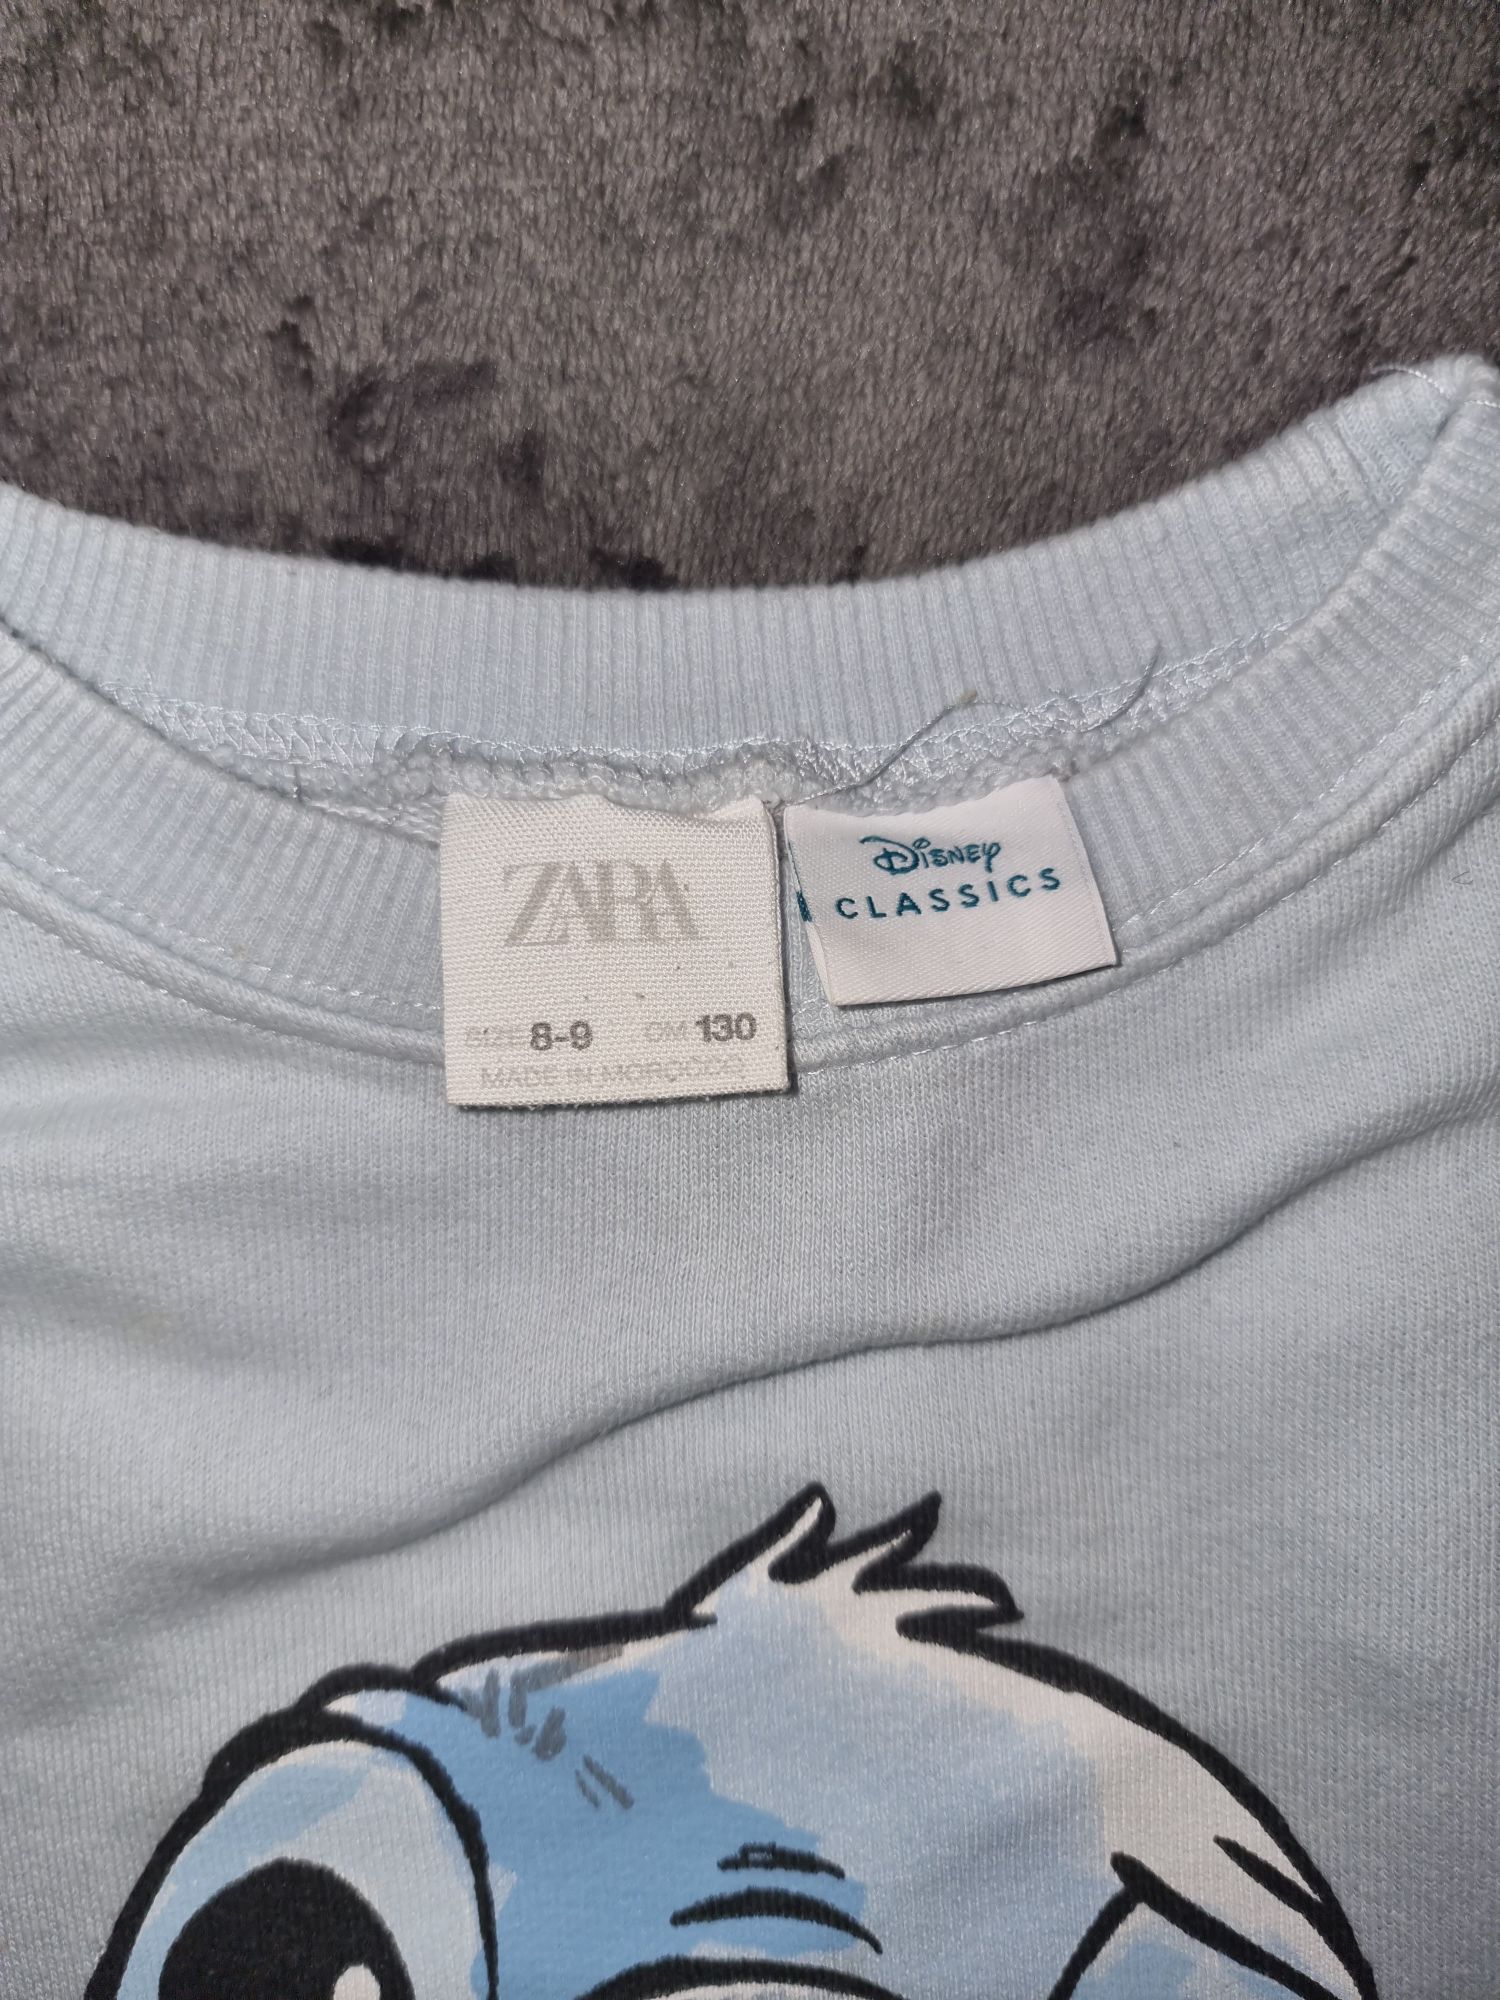 ZARA
SIZE 8-9 CM 130
MADE IN MOROCCO
Disney
CLASSICS